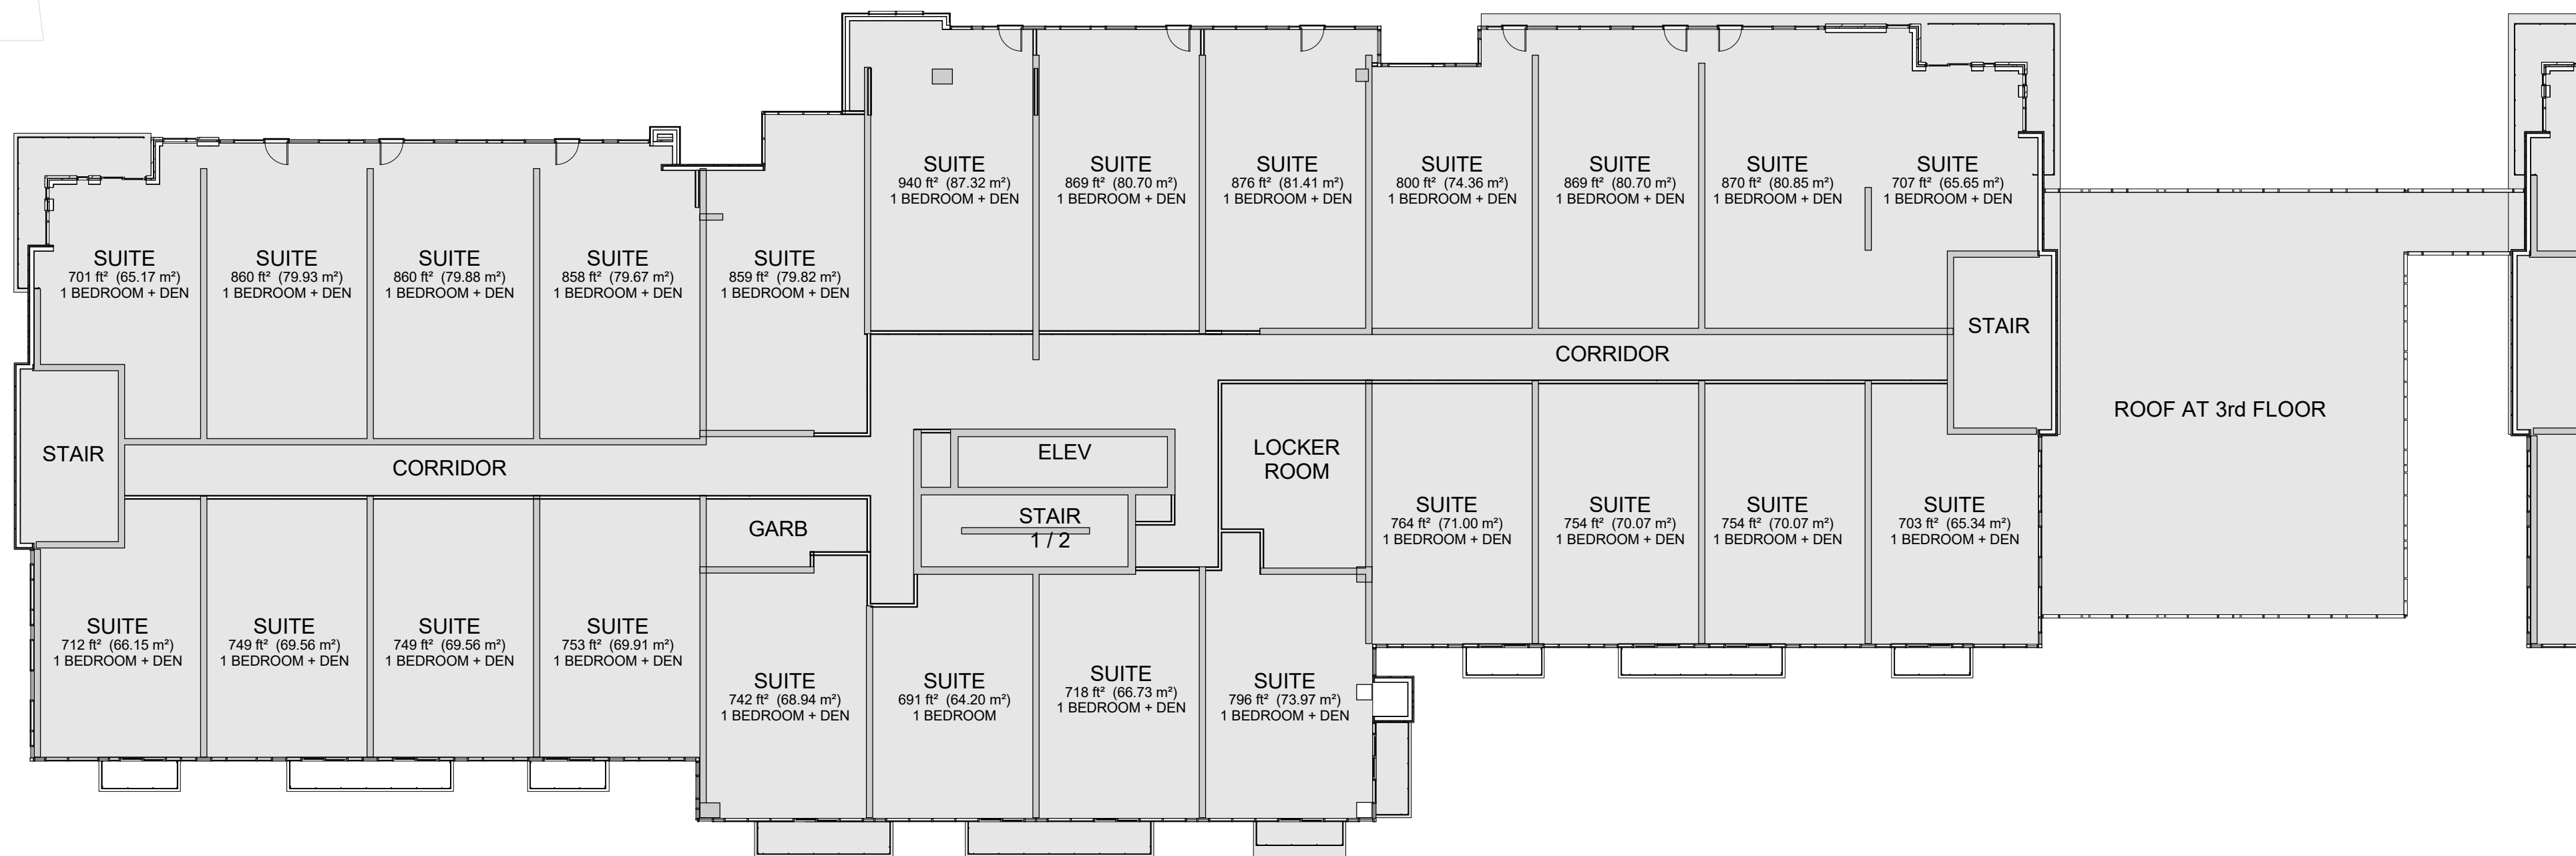 SUITE
940 ft² (87.32 m²)
1 BEDROOM + DEN
SUITE
869 ft² (80.70 m²)
1 BEDROOM + DEN
SUITE
876 ft² (81.41 m²)
1 BEDROOM + DEN
SUITE
800 ft² (74.36 m²)
1 BEDROOM + DEN
SUITE
869 ft² (80.70 m²)
1 BEDROOM + DEN
SUITE
870 ft² (80.85 m²)
1 BEDROOM + DEN
SUITE
707 ft² (65.65 m²)
1 BEDROOM + DEN
SUITE
701 ft² (65.17 m²)
1 BEDROOM + DEN
SUITE
860 ft² (79.93 m²)
1 BEDROOM + DEN
SUITE
860 ft² (79.88 m²)
1 BEDROOM + DEN
SUITE
858 ft² (79.67 m²)
1 BEDROOM + DEN
SUITE
859 ft² (79.82 m²)
1 BEDROOM + DEN
STAIR
CORRIDOR
ROOF AT 3rd FLOOR
STAIR
CORRIDOR
ELEV
LOCKER
ROOM
GARB
STAIR
1 / 2
SUITE
764 ft² (71.00 m²)
1 BEDROOM + DEN
SUITE
754 ft² (70.07 m²)
1 BEDROOM + DEN
SUITE
754 ft² (70.07 m²)
1 BEDROOM + DEN
SUITE
703 ft² (65.34 m²)
1 BEDROOM + DEN
SUITE
712 ft² (66.15 m²)
1 BEDROOM + DEN
SUITE
749 ft² (69.56 m²)
1 BEDROOM + DEN
SUITE
749 ft² (69.56 m²)
1 BEDROOM + DEN
SUITE
753 ft² (69.91 m²)
1 BEDROOM + DEN
SUITE
742 ft² (68.94 m²)
1 BEDROOM + DEN
SUITE
691 ft² (64.20 m²)
1 BEDROOM
SUITE
718 ft² (66.73 m²)
1 BEDROOM + DEN
SUITE
796 ft² (73.97 m²)
1 BEDROOM + DEN